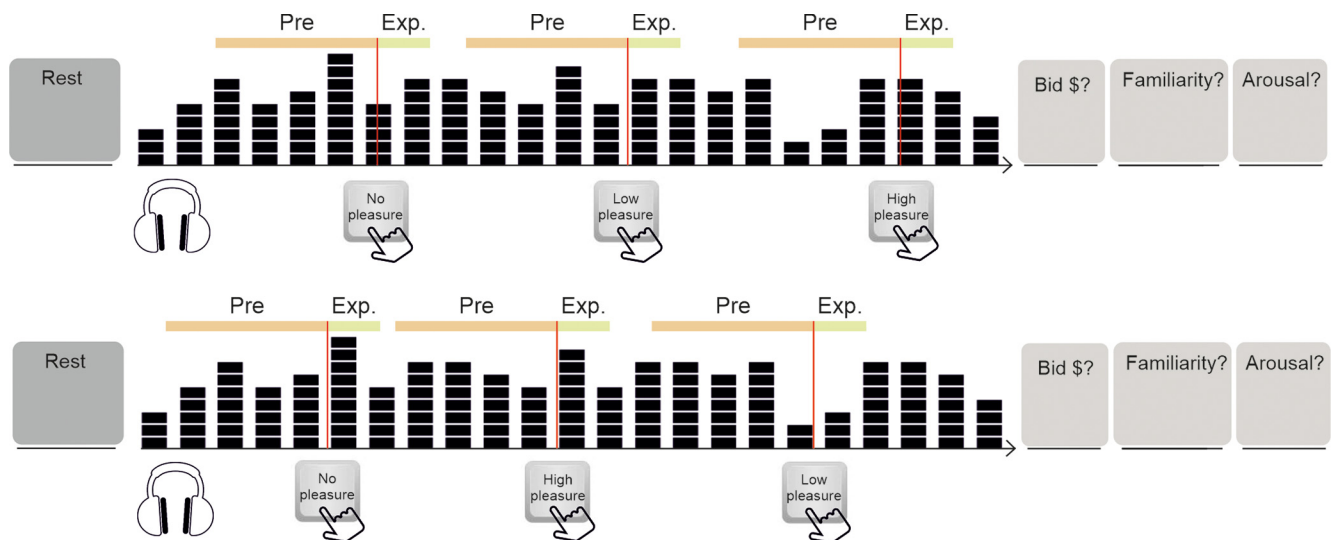 Pre Exp. Pre Exp. Pre Exp.
Rest
Bid $? Familiarity? Arousal?
No
pleasure
Low
pleasure
High
pleasure
Pre Exp. Pre Exp. Pre Exp.
Rest
Bid $? Familiarity? Arousal?
No
pleasure
High
pleasure
Low
pleasure